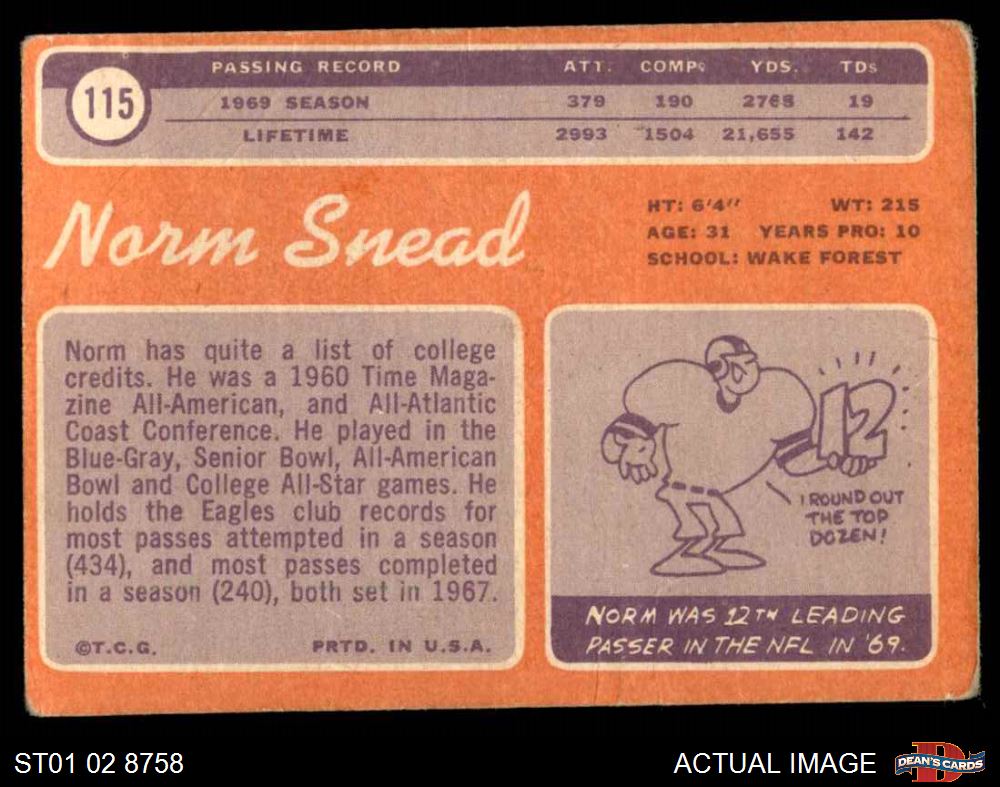 115
PASSING RECORD ATT. COMP. YDS. TDs
1969 SEASON 379 190 2768 19
LIFETIME 2993 1504 21,655 142
Norm Snead
HT: 6'4" WT: 215
AGE: 31 YEARS PRO: 10
SCHOOL: WAKE FOREST
Norm has quite a list of college
credits. He was a 1960 Time Maga-
zine All-American, and All-Atlantic
Coast Conference. He played in the
Blue-Gray, Senior Bowl, All-American
Bowl and College All-Star games. He
holds the Eagles club records for
most passes attempted in a season
(434), and most passes completed
in a season (240), both set in 1967.
©T.C.G. PRTD. IN U.S.A.
12
I ROUND OUT
THE TOP
DOZEN!
NORM WAS 12TH LEADING
PASSER IN THE NFL IN '69.
ST01 02 8758
ACTUAL IMAGE
D
DEAN'S CARDS